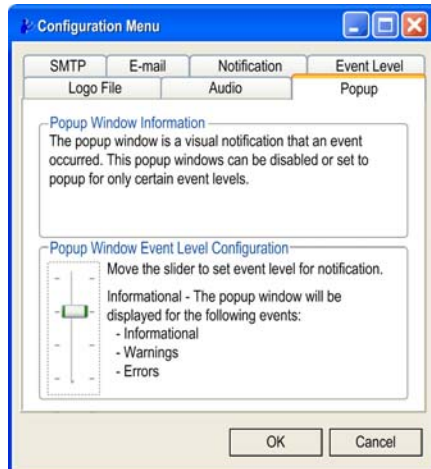 Configuration Menu
SMTP
E-mail
Notification
Event Level
Logo File
Audio
Popup
Popup Window Information
The popup window is a visual notification that an event
occurred. This popup windows can be disabled or set to
popup for only certain event levels.
Popup Window Event Level Configuration
Move the slider to set event level for notification.
Informational - The popup window will be
displayed for the following events:
- Informational
- Warnings
- Errors
OK
Cancel